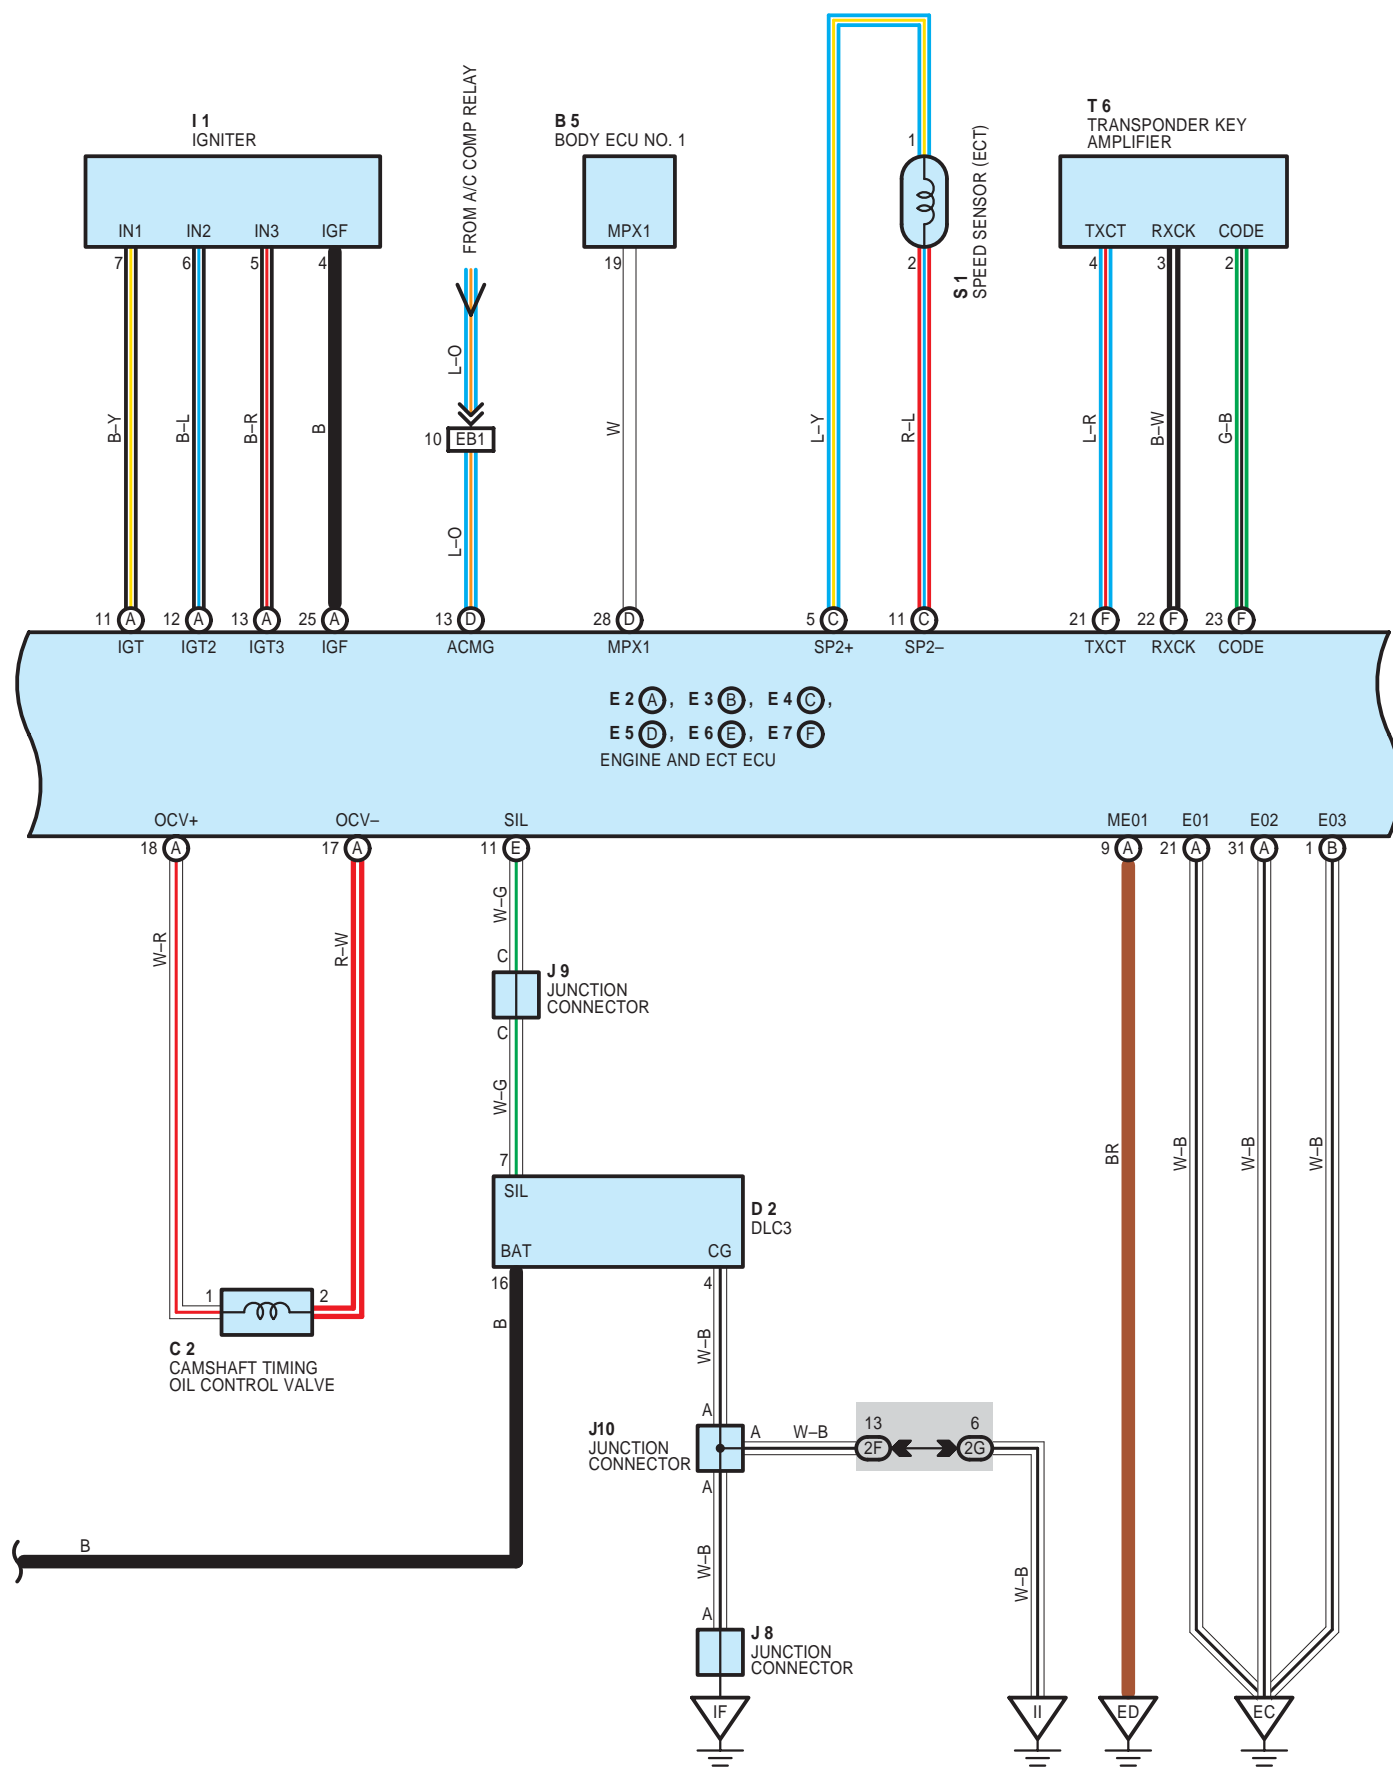 I 1
IGNITER
IN1 IN2 IN3 IGF
7 6 5 4
B–Y B–L B–R B
FROM A/C COMP RELAY
L–O
10 EB1
L–O
B 5
BODY ECU NO. 1
MPX1
19
W
L–Y
1
2
S 1
SPEED SENSOR (ECT)
R–L
T 6
TRANSPONDER KEY
AMPLIFIER
TXCT RXCK CODE
4 3 2
L–R B–W G–B
11 A 12 A 13 A 25 A 13 D 28 D 5 C 11 C 21 F 22 F 23 F
IGT IGT2 IGT3 IGF ACMG MPX1 SP2+ SP2– TXCT RXCK CODE
E 2 A , E 3 B , E 4 C ,
E 5 D , E 6 E , E 7 F
ENGINE AND ECT ECU
OCV+ OCV– SIL ME01 E01 E02 E03
18 A 17 A 11 E 9 A 21 A 31 A 1 B
W–R R–W
1 2
C 2
CAMSHAFT TIMING
OIL CONTROL VALVE
W–G
C
J 9
JUNCTION
CONNECTOR
C
W–G
7
SIL
D 2
DLC3
BAT CG
16 4
B
B
W–B
A
J10
JUNCTION
CONNECTOR
A W–B
13 6
2F 2G
A
W–B
A
J 8
JUNCTION
CONNECTOR
W–B
BR W–B W–B W–B
IF II ED EC